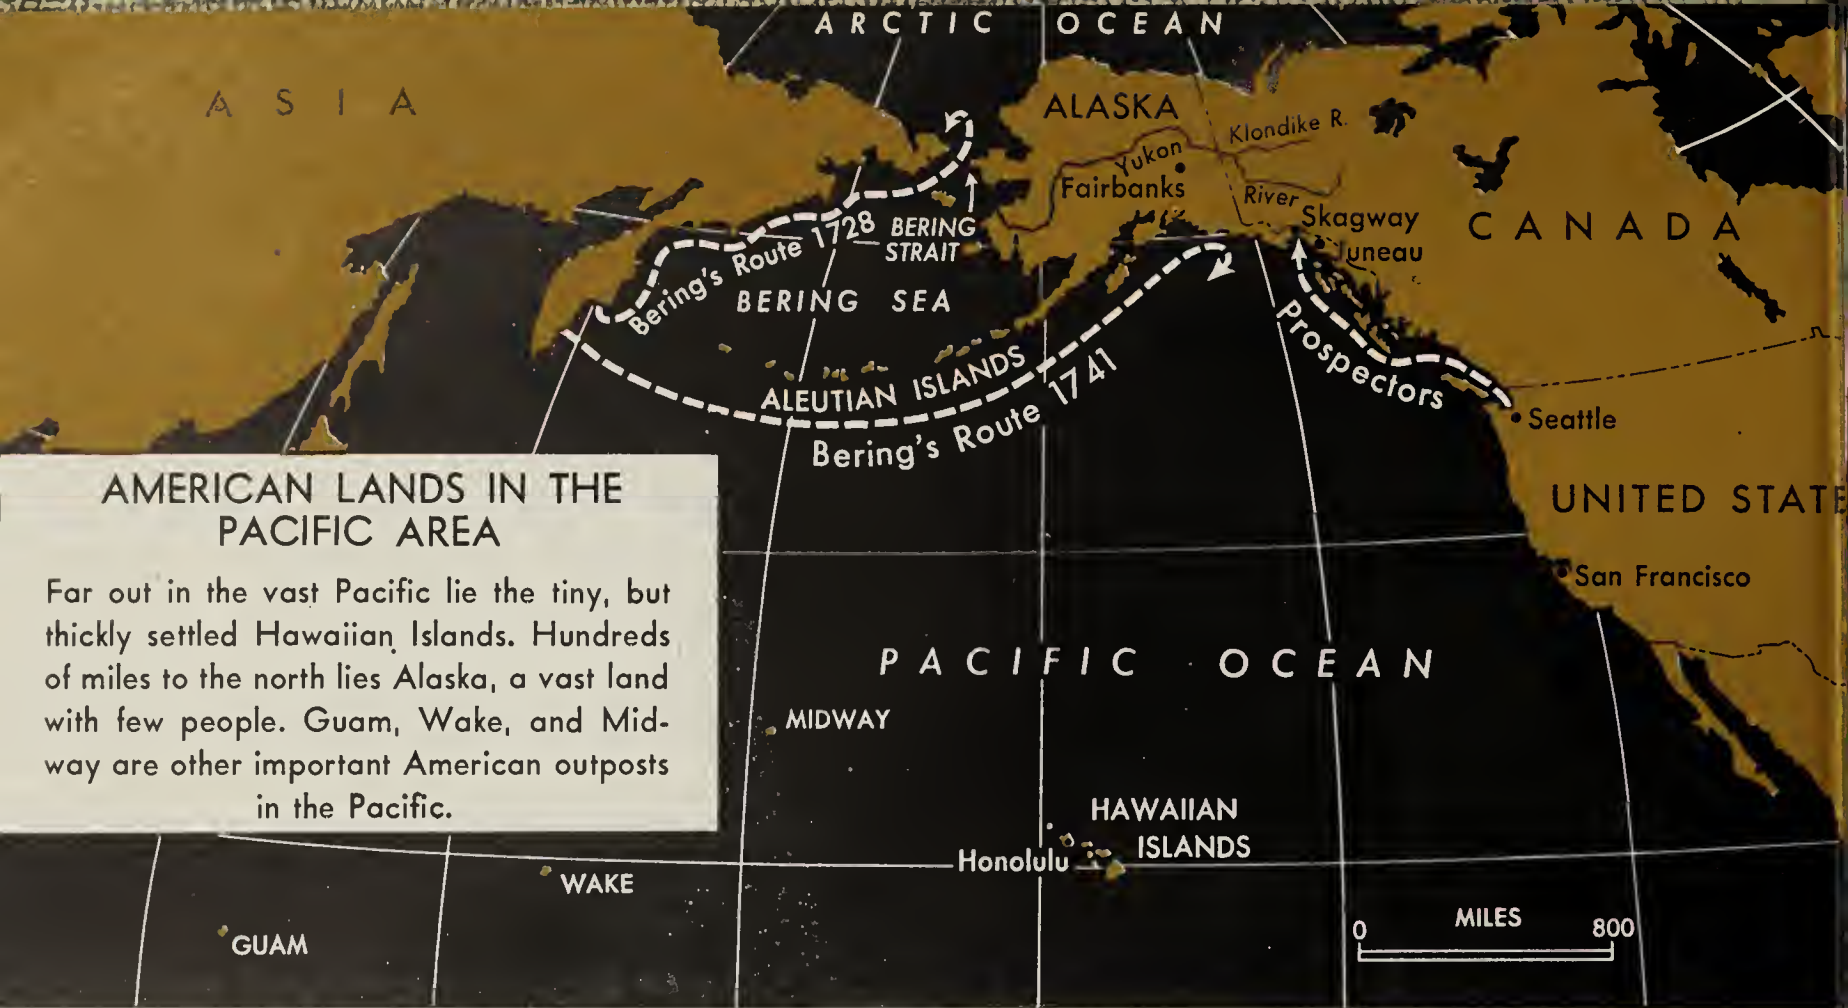 ARCTIC OCEAN
ASIA
ALASKA
Klondike R.
Yukon
Fairbanks
River
Skagway
Juneau
CANADA
BERING
STRAIT
Bering's Route 1728
BERING SEA
ALEUTIAN ISLANDS
Bering's Route 1741
Prospectors
Seattle
UNITED STATE
San Francisco
AMERICAN LANDS IN THE
PACIFIC AREA
Far out in the vast Pacific lie the tiny, but
thickly settled Hawaiian Islands. Hundreds
of miles to the north lies Alaska, a vast land
with few people. Guam, Wake, and Mid-
way are other important American outposts
in the Pacific.
PACIFIC OCEAN
MIDWAY
HAWAIIAN
ISLANDS
Honolulu
WAKE
GUAM
MILES
0 800